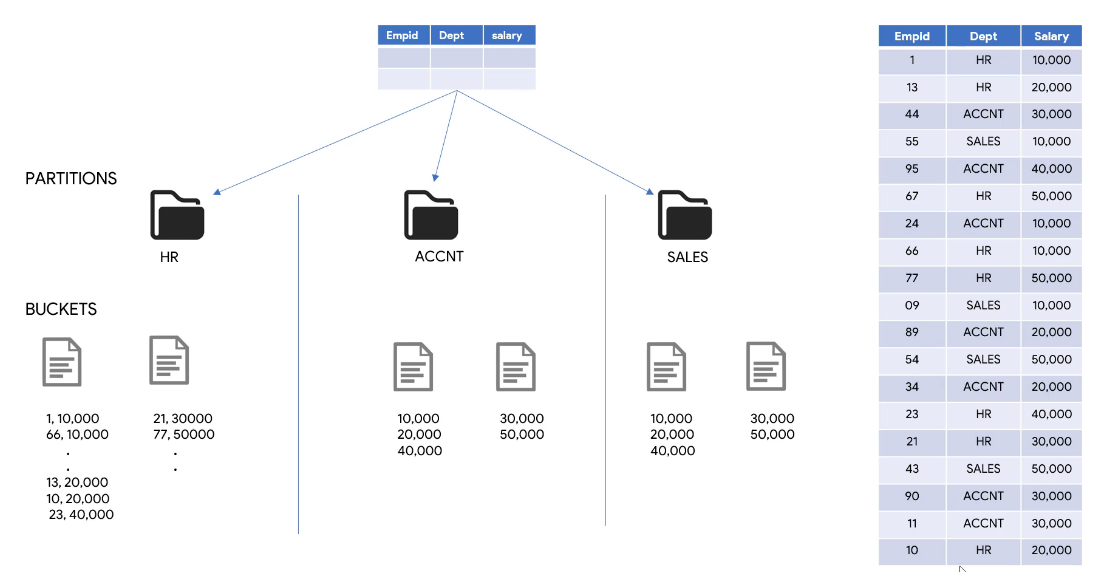 Empid Dept salary
PARTITIONS
HR
ACCNT
SALES
BUCKETS
1, 10,000
66, 10,000
.
.
13, 20,000
10, 20,000
23, 40,000
21, 30000
77, 50000
.
.
10,000
20,000
40,000
30,000
50,000
10,000
20,000
40,000
30,000
50,000
EmpId Dept Salary
1 HR 10,000
13 HR 20,000
44 ACCNT 30,000
55 SALES 10,000
95 ACCNT 40,000
67 HR 50,000
24 ACCNT 10,000
66 HR 10,000
77 HR 50,000
09 SALES 10,000
89 ACCNT 20,000
54 SALES 50,000
34 ACCNT 20,000
23 HR 40,000
21 HR 30,000
43 SALES 50,000
90 ACCNT 30,000
11 ACCNT 30,000
10 HR 20,000